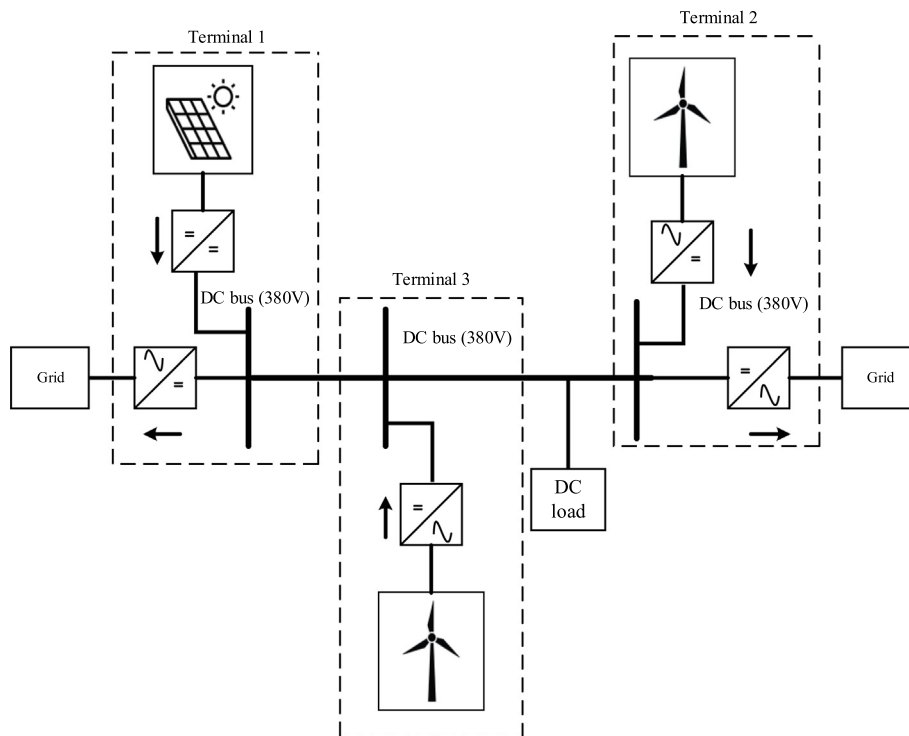 Terminal 1
Terminal 2
Terminal 3
DC bus (380V)
DC bus (380V)
DC bus (380V)
Grid
Grid
DC
load